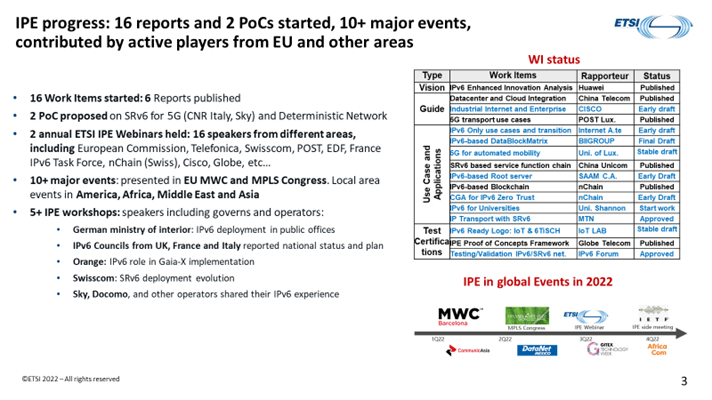 IPE progress: 16 reports and 2 PoCs started, 10+ major events,
contributed by active players from EU and other areas
ETSI
• 16 Work Items started: 6 Reports published
• 2 PoC proposed on SRv6 for 5G (CNR Italy, Sky) and Deterministic Network
• 2 annual ETSI IPE Webinars held: 16 speakers from different areas,
including European Commission, Telefonica, Swisscom, POST, EDF, France
IPv6 Task Force, nChain (Swiss), Cisco, Globe, etc...
• 10+ major events: presented in EU MWC and MPLS Congress. Local area
events in America, Africa, Middle East and Asia
• 5+ IPE workshops: speakers including governs and operators:
• German ministry of interior: IPv6 deployment in public offices
• IPv6 Councils from UK, France and Italy reported national status and plan
• Orange: IPv6 role in Gaia-X implementation
• Swisscom: SRv6 deployment evolution
• Sky, Docomo, and other operators shared their IPv6 experience
WI status
Type Work Items Rapporteur Status
Vision IPv6 Enhanced Innovation Analysis Huawei Published
Guide
Datacenter and Cloud Integration China Telecom Published
Industrial Internet and Enterprise CISCO Early draft
5G transport use cases POST Lux. Published
Use Case and
Applications
IPv6 Only use cases and transition Internet A.te Early draft
IPv6-based DataBlockMatrix BIIGROUP Final Draft
5G for automated mobility Uni. of Lux. Stable draft
SRv6 based service function chain China Unicom Published
IPv6-based Root server SAAM C.A. Early draft
IPv6-based Blockchain nChain Published
CGA for IPv6 Zero Trust nChain Early draft
IPv6 for Universities Uni. Shannon Start work
IP Transport with SRv6 MTN Approved
Test
Certifica
tions
IPv6 Ready Logo: IoT & 6TiSCH IoT LAB Stable draft
IPE Proof of Concepts Framework Globe Telecom Published
Testing/Validation IPv6/SRv6 net. IPv6 Forum Approved
IPE in global Events in 2022
MWC
Barcelona
MPLS Congress
ETSI
IPE Webinar
I E T F
IPE side meeting
1Q22 2Q22 3Q22 4Q22
CommunicAsia
DataNet
MEXICO
GITEX
TECHNOLOGY
WEEK
Africa
Com
©ETSI 2022 – All rights reserved
3